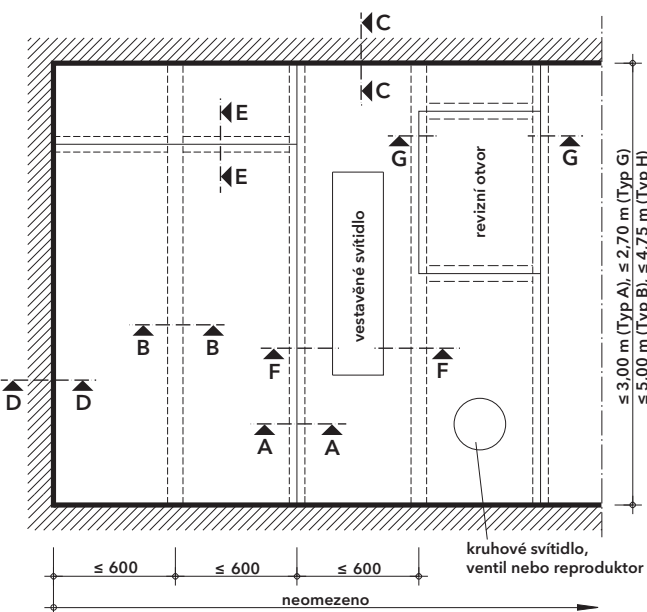 C
C
E
E
G
G
revizní otvor
vestavěné svítidlo
B
B
F
F
D
D
A
A
≤ 3,00 m (Typ A), ≤ 2,70 m (Typ G)
≤ 5,00 m (Typ B), ≤ 4,75 m (Typ H)
kruhové svítidlo,
ventil nebo reproduktor
≤ 600
≤ 600
≤ 600
neomezeno